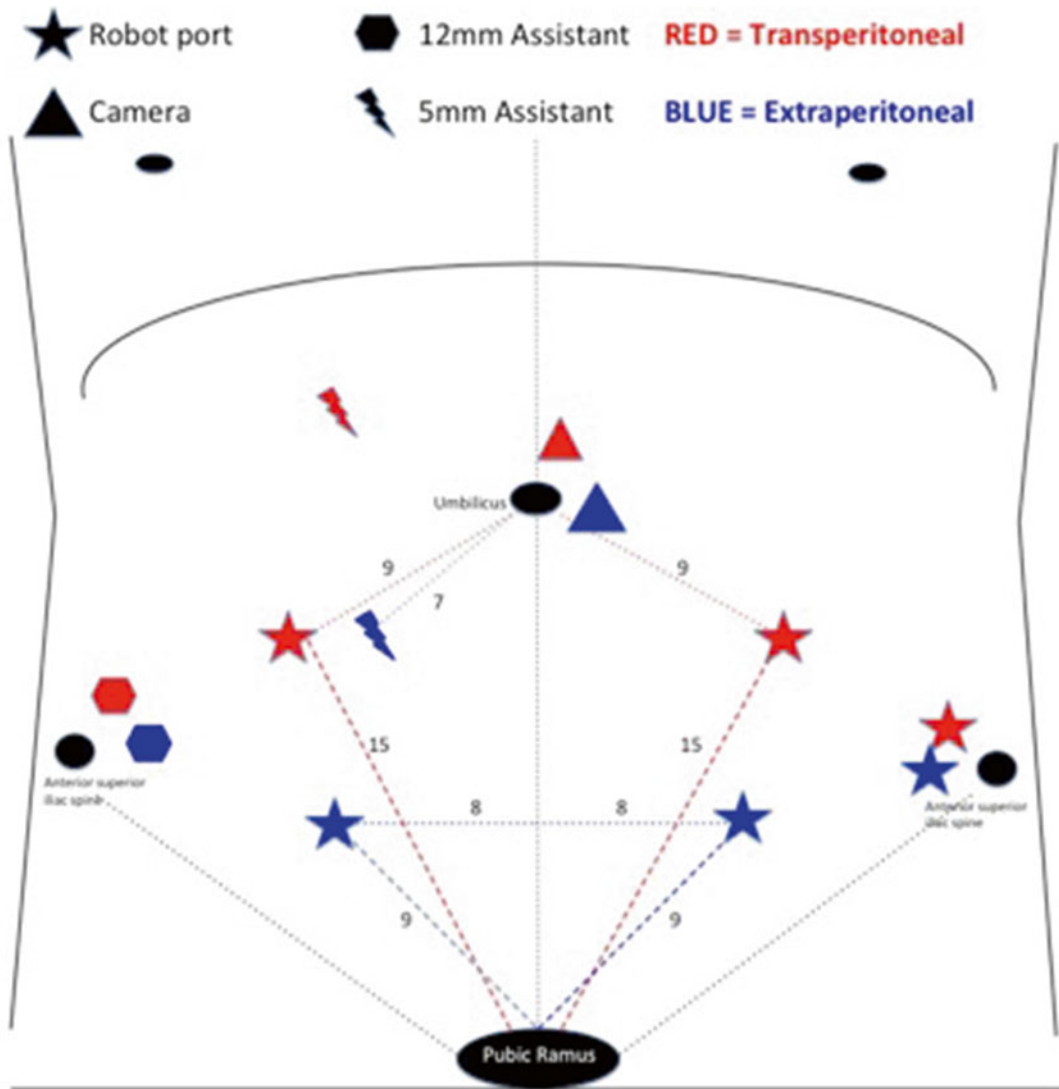 Robot port
12mm Assistant
RED = Transperitoneal
Camera
5mm Assistant
BLUE = Extraperitoneal
Umbilicus
9
9
7
15
15
Anterior superior
iliac spine
Anterior superior
iliac spine
8
8
9
9
Pubic Ramus